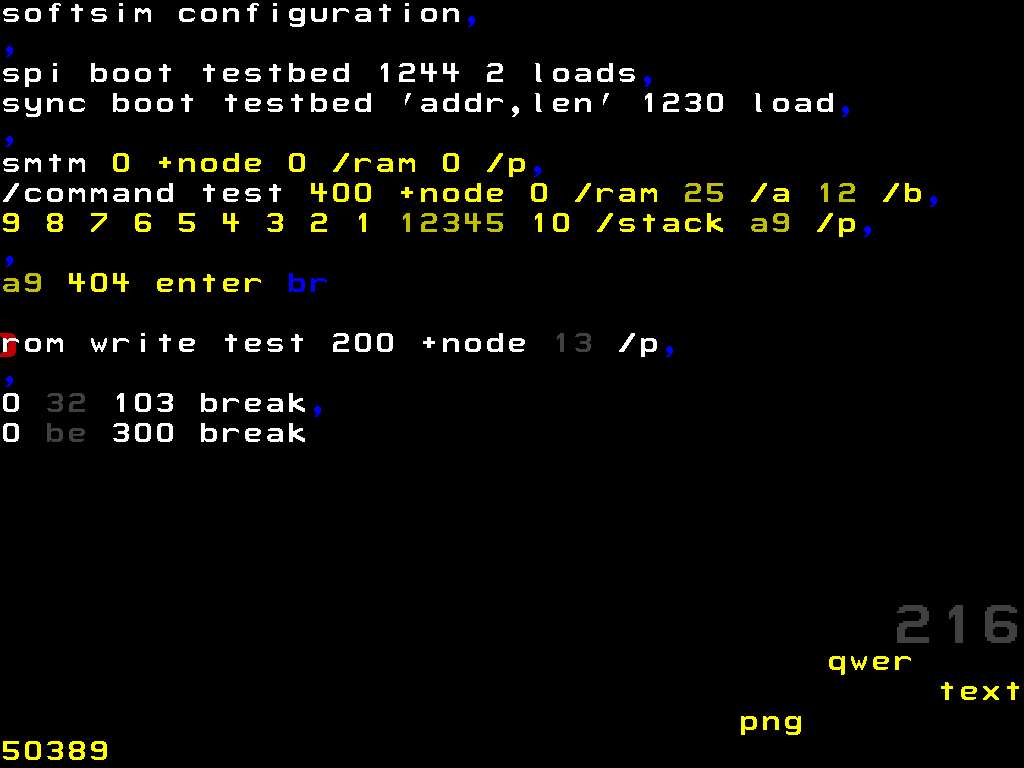 softsim configuration,
,
spi boot testbed 1244 2 loads,
sync boot testbed 'addr,len' 1230 load,
,
smtm 0 +node 0 /ram 0 /p,
/command test 400 +node 0 /ram 25 /a 12 /b,
9 8 7 6 5 4 3 2 1 12345 10 /stack a9 /p,
,
a9 404 enter br
rom write test 200 +node 13 /p,
,
0 32 103 break,
0 be 300 break
216
qwer
text
png
50389